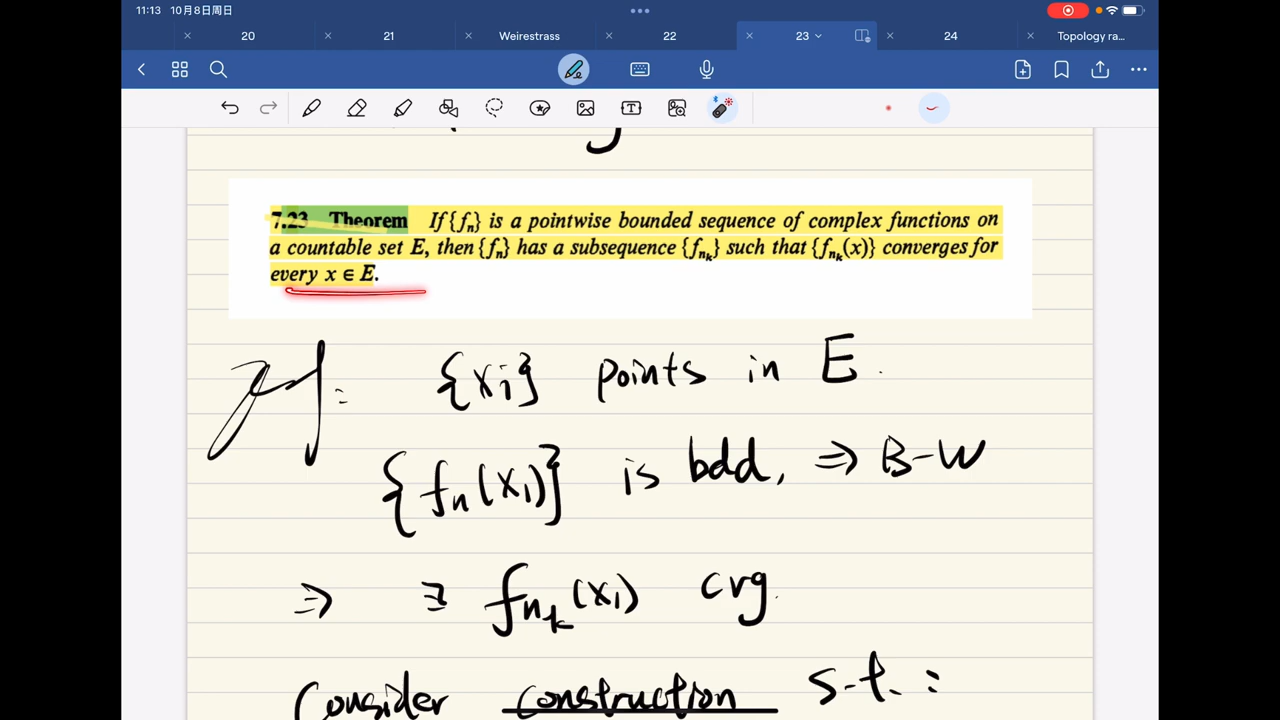 11:13 10月8日周日
20 21 Weirestrass 22 23 24 Topology ra...
7.23 Theorem If {fₙ} is a pointwise bounded sequence of complex functions on
a countable set E, then {fₙ} has a subsequence {fₙₖ} such that {fₙₖ(x)} converges for
every x ∈ E.
pf: {xi} points in E.
{fₙ(x₁)} is bdd, ⇒ B-W
⇒ ∃ fₙₖ(x₁) crg.
Consider construction s.t. :